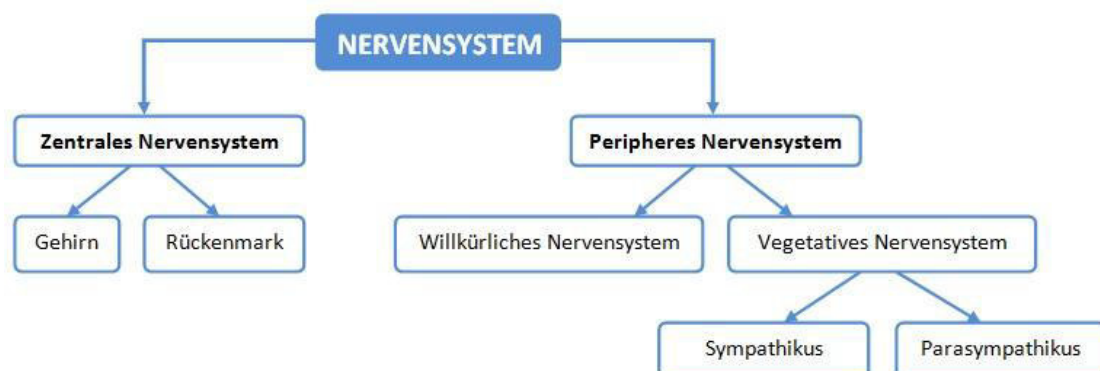 NERVENSYSTEM
Zentrales Nervensystem
Peripheres Nervensystem
Gehirn
Rückenmark
Willkürliches Nervensystem
Vegetatives Nervensystem
Sympathikus
Parasympathikus